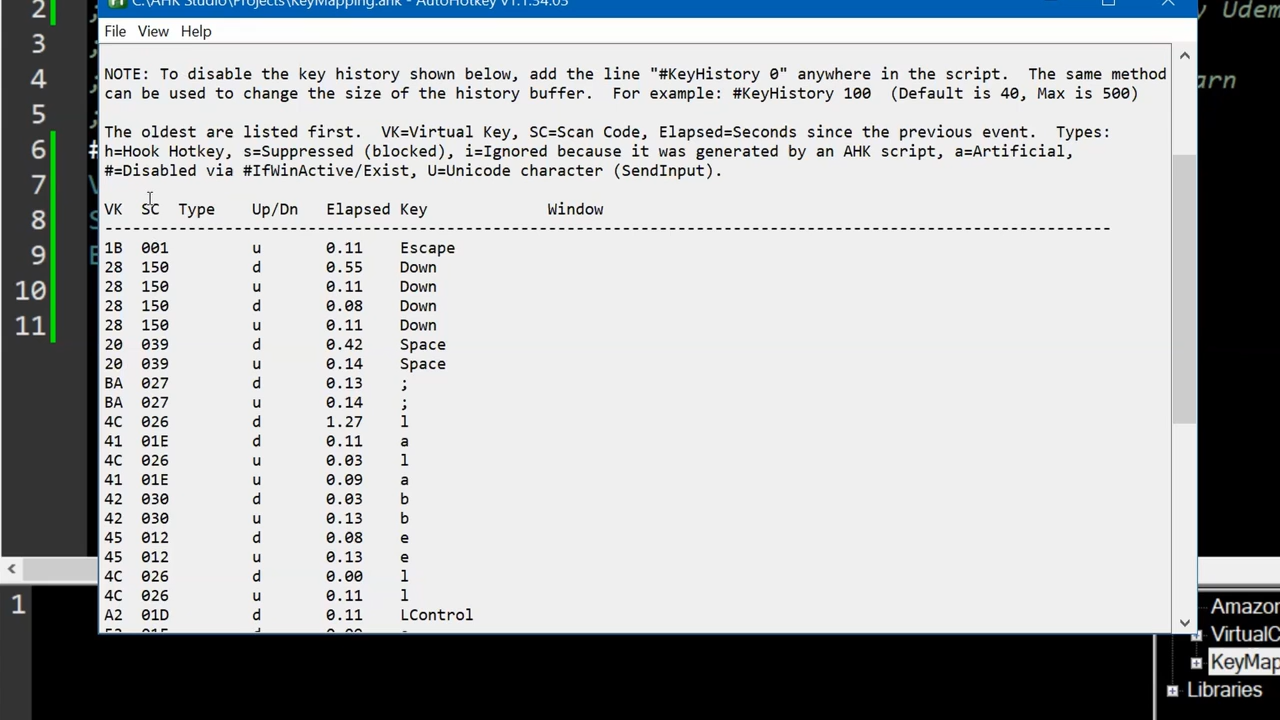 C:\AHK Studio\Projects\KeyMapping.ahk - AutoHotkey v1.1.34.03
File View Help
NOTE: To disable the key history shown below, add the line "#KeyHistory 0" anywhere in the script. The same method
can be used to change the size of the history buffer. For example: #KeyHistory 100 (Default is 40, Max is 500)
The oldest are listed first. VK=Virtual Key, SC=Scan Code, Elapsed=Seconds since the previous event. Types:
h=Hook Hotkey, s=Suppressed (blocked), i=Ignored because it was generated by an AHK script, a=Artificial,
#=Disabled via #IfWinActive/Exist, U=Unicode character (SendInput).
VK SC Type Up/Dn Elapsed Key Window
-------------------------------------------------------------------------------------------------------------
1B 001 u 0.11 Escape
28 150 d 0.55 Down
28 150 u 0.11 Down
28 150 d 0.08 Down
28 150 u 0.11 Down
20 039 d 0.42 Space
20 039 u 0.14 Space
BA 027 d 0.13 ;
BA 027 u 0.14 ;
4C 026 d 1.27 l
41 01E d 0.11 a
4C 026 u 0.03 l
41 01E u 0.09 a
42 030 d 0.03 b
42 030 u 0.13 b
45 012 d 0.08 e
45 012 u 0.13 e
4C 026 d 0.00 l
4C 026 u 0.11 l
A2 01D d 0.11 LControl
2
3
4
5
6 #
7
8
9
10
11
1
y Udem
arn
Amazon
VirtualC
KeyMap
Libraries